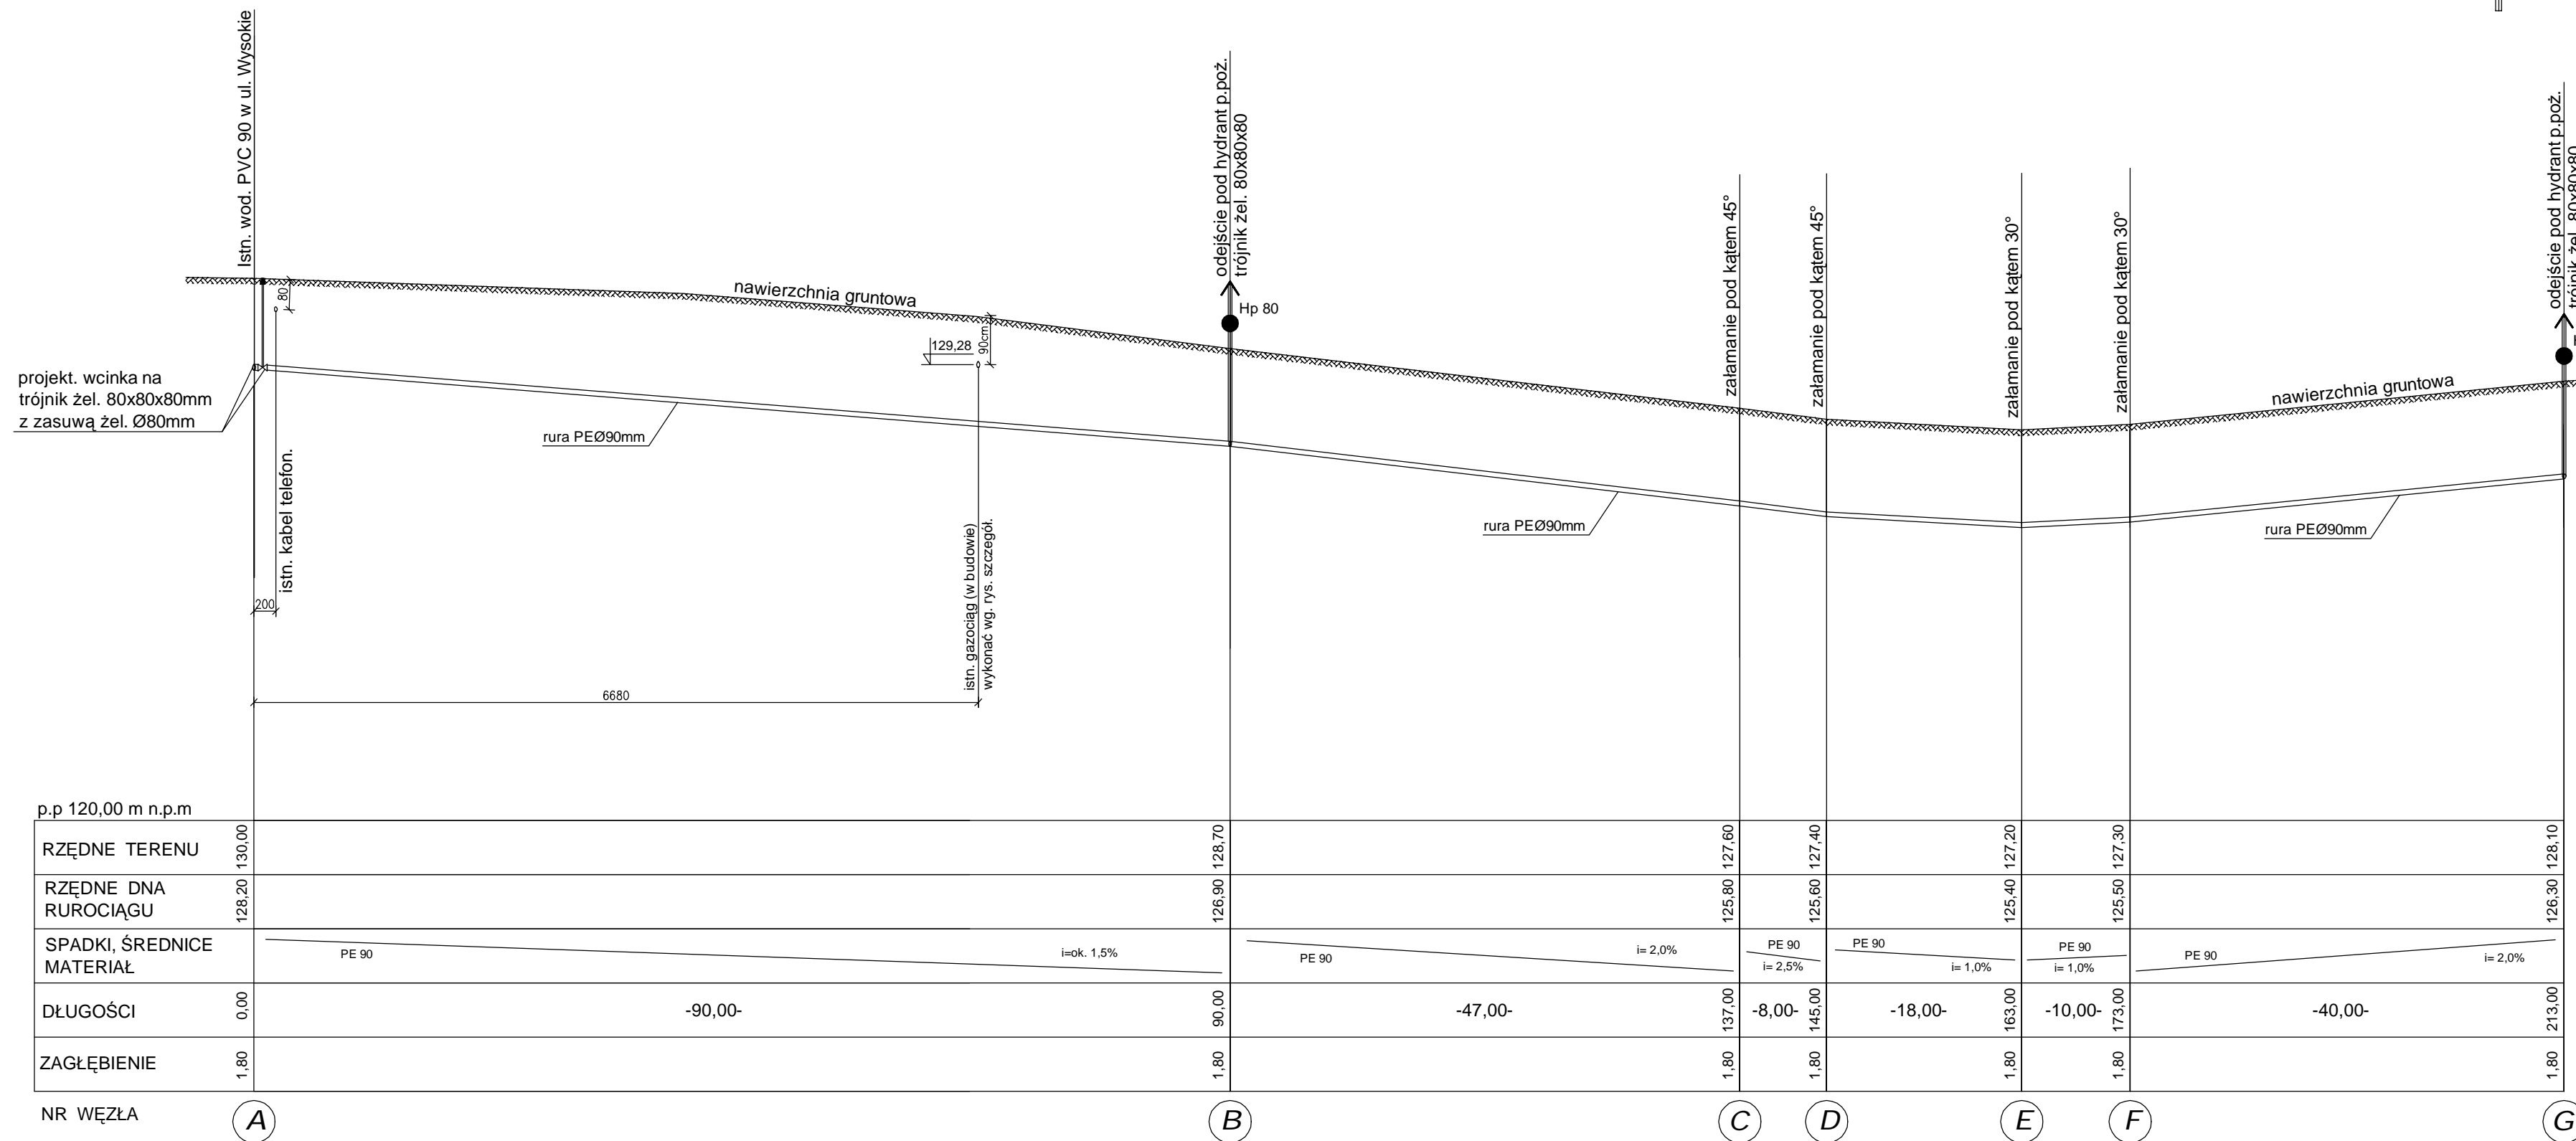 Istn. wod. PVC 90 w ul. Wysokie
odejście pod hydrant p.poż.
trójnik żel. 80x80x80
załamanie pod kątem 45°
załamanie pod kątem 45°
załamanie pod kątem 30°
załamanie pod kątem 30°
odejście pod hydrant p.poż.
trójnik żel. 80x80x80
80
nawierzchnia gruntowa
Hp 80
129,28
90cm
nawierzchnia gruntowa
projekt. wcinka na
trójnik żel. 80x80x80mm
z zasuwą żel. Ø80mm
rura PEØ90mm
rura PEØ90mm
rura PEØ90mm
istn. kabel telefon.
istn. gazociąg (w budowie)
wykonać wg. rys. szczegół.
200
6680
p.p 120,00 m n.p.m
RZĘDNE TERENU 130,00 128,70 127,60 127,40 127,20 127,30 128,10
RZĘDNE DNA
RUROCIĄGU 128,20 126,90 125,80 125,60 125,40 125,50 126,30
SPADKI, ŚREDNICE
MATERIAŁ
PE 90 i=ok. 1,5%
PE 90 i= 2,0%
PE 90 i= 2,5%
PE 90 i= 1,0%
PE 90 i= 1,0%
PE 90 i= 2,0%
DŁUGOŚCI 0,00 -90,00- 90,00 -47,00- 137,00 -8,00- 145,00 -18,00- 163,00 -10,00- 173,00 -40,00- 213,00
ZAGŁĘBIENIE 1,80 1,80 1,80 1,80 1,80 1,80 1,80
NR WĘZŁA A B C D E F G